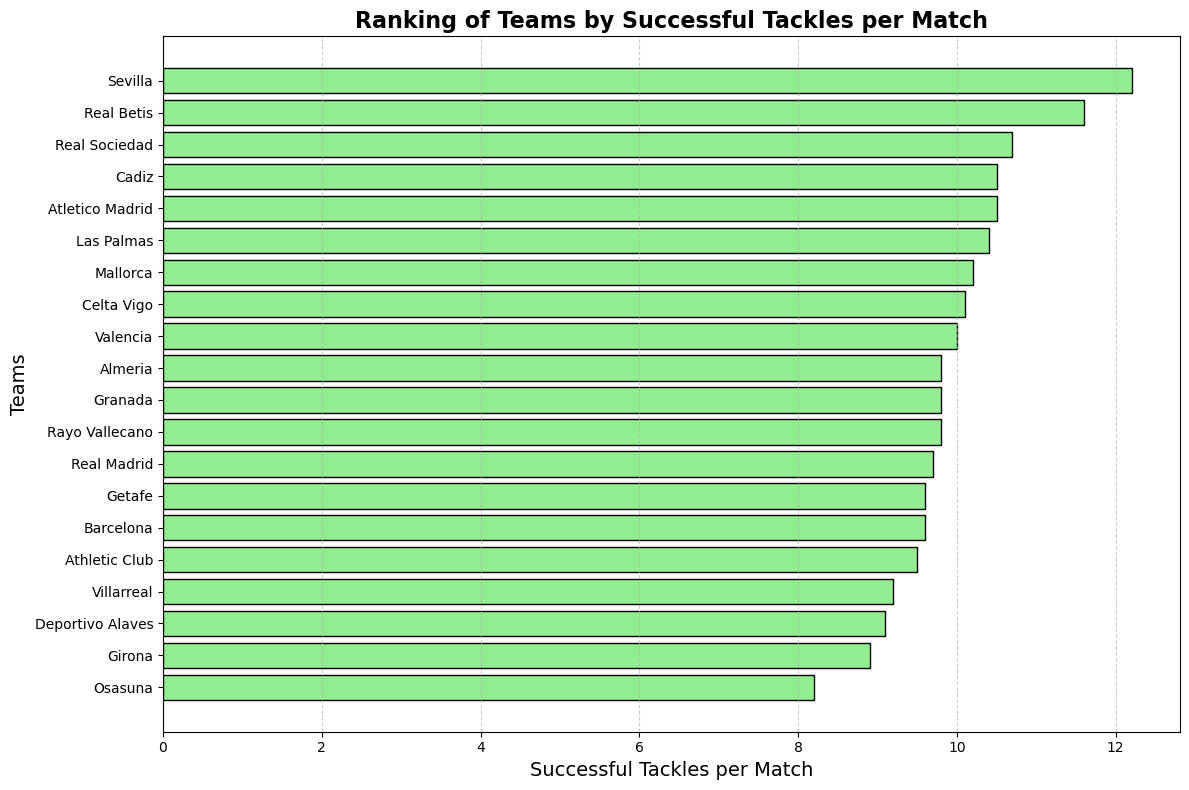 Ranking of Teams by Successful Tackles per Match
Sevilla
Real Betis
Real Sociedad
Cadiz
Atletico Madrid
Las Palmas
Mallorca
Celta Vigo
Valencia
Almeria
Granada
Rayo Vallecano
Real Madrid
Getafe
Barcelona
Athletic Club
Villarreal
Deportivo Alaves
Girona
Osasuna
Teams
0 2 4 6 8 10 12
Successful Tackles per Match